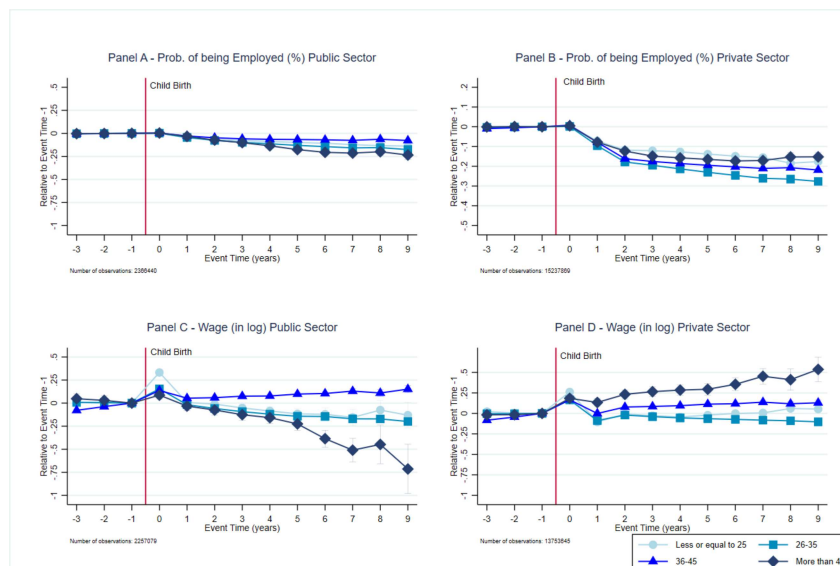 Panel A - Prob. of being Employed (%) Public Sector
Child Birth
Relative to Event Time -1
.5
.25
0
-.25
-.5
-.75
-1
-3 -2 -1 0 1 2 3 4 5 6 7 8 9
Event Time (years)
Number of observations: 2386440
Panel B - Prob. of being Employed (%) Private Sector
Child Birth
Relative to Event Time -1
.2
.1
0
-.1
-.2
-.3
-.4
-.5
-3 -2 -1 0 1 2 3 4 5 6 7 8 9
Event Time (years)
Number of observations: 15237869
Panel C - Wage (in log) Public Sector
Child Birth
Relative to Event Time -1
.5
.25
0
-.25
-.5
-.75
-1
-3 -2 -1 0 1 2 3 4 5 6 7 8 9
Event Time (years)
Number of observations: 2257079
Panel D - Wage (in log) Private Sector
Child Birth
Relative to Event Time -1
.5
.25
0
-.25
-.5
-.75
-1
-3 -2 -1 0 1 2 3 4 5 6 7 8 9
Event Time (years)
Number of observations: 13753845
Less or equal to 25
26-35
36-45
More than 4